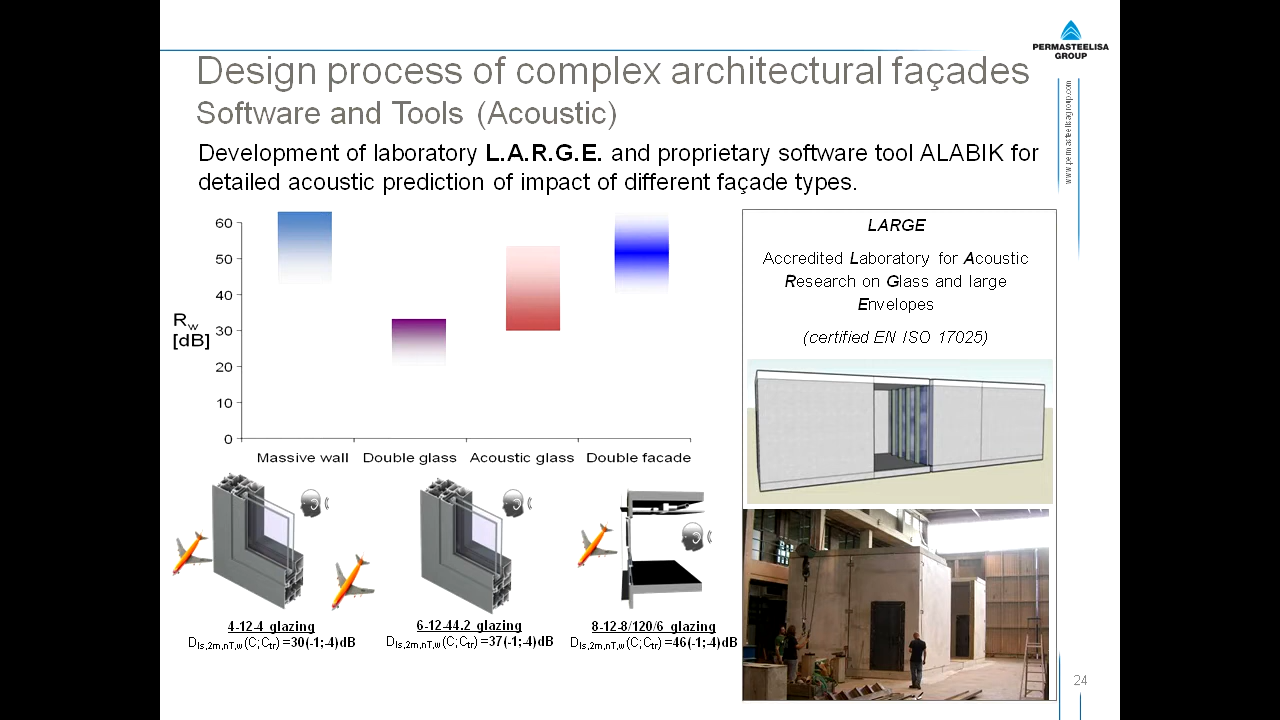 PERMASTEELISA
GROUP
www.permasteelisagroup.com
Design process of complex architectural façades
Software and Tools (Acoustic)
Development of laboratory L.A.R.G.E. and proprietary software tool ALABIK for
detailed acoustic prediction of impact of different façade types.
60
50
40
30
20
10
0
Rw
[dB]
Massive wall
Double glass
Acoustic glass
Double facade
4-12-4 glazing
Dls,2m,nT,w(C;Ctr)=30(-1;-4)dB
6-12-44.2 glazing
Dls,2m,nT,w(C;Ctr)=37(-1;-4)dB
8-12-8/120/6 glazing
Dls,2m,nT,w(C;Ctr)=46(-1;-4)dB
LARGE
Accredited Laboratory for Acoustic
Research on Glass and large
Envelopes
(certified EN ISO 17025)
24